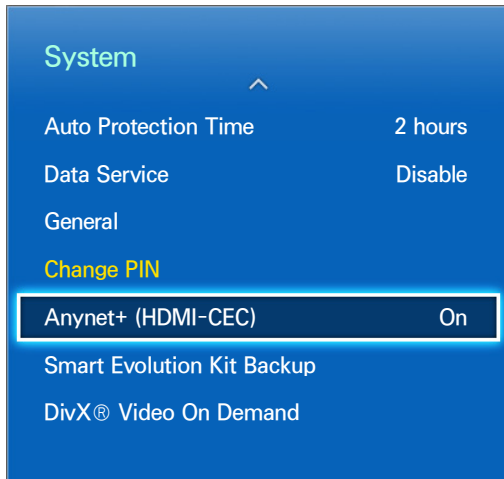 System
Auto Protection Time 2 hours
Data Service Disable
General
Change PIN
Anynet+ (HDMI-CEC) On
Smart Evolution Kit Backup
DivX® Video On Demand